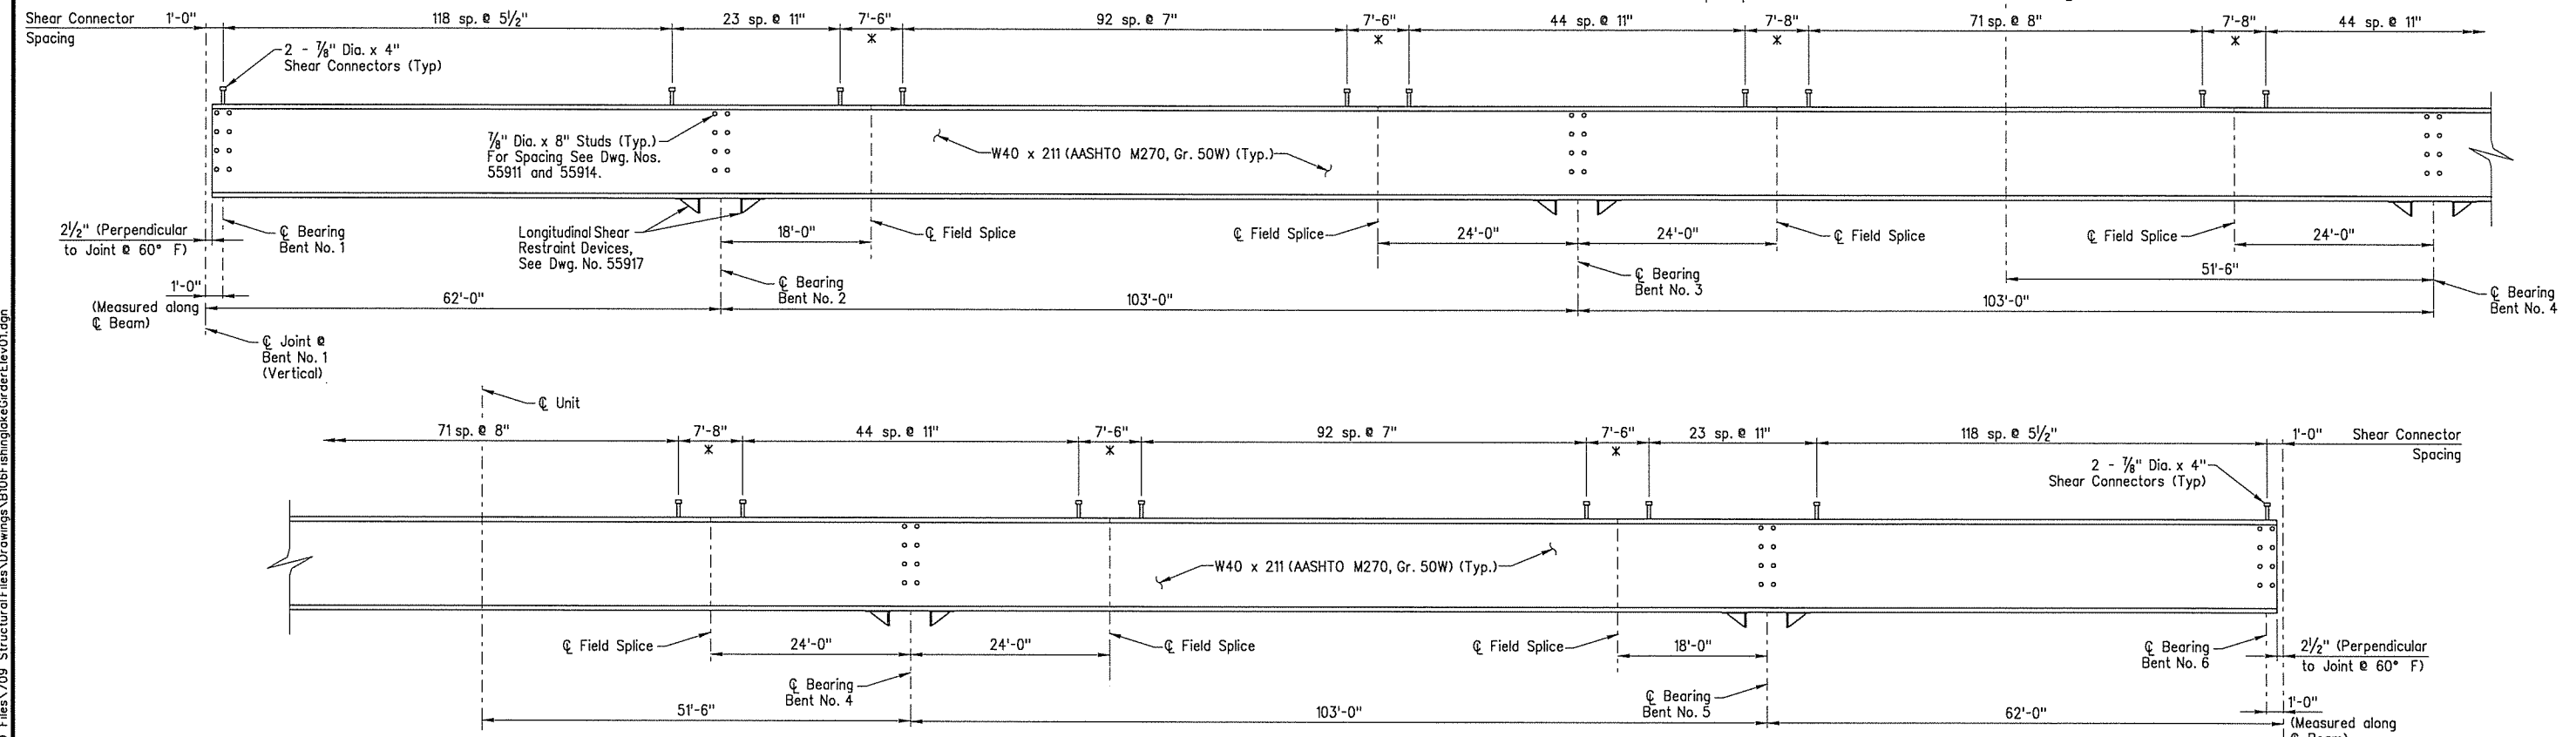 Shear Connector
Spacing
1'-0"
118 sp. @ 5½"
23 sp. @ 11"
7'-6"
*
92 sp. @ 7"
7'-6"
*
44 sp. @ 11"
7'-8"
*
71 sp. @ 8"
7'-8"
*
44 sp. @ 11"
2 - ⅞" Dia. x 4"
Shear Connectors (Typ)
⅞" Dia. x 8" Studs (Typ.)
For Spacing See Dwg. Nos.
55911 and 55914.
W40 x 211 (AASHTO M270, Gr. 50W) (Typ.)
2½" (Perpendicular
to Joint @ 60° F)
℄ Bearing
Bent No. 1
Longitudinal Shear
Restraint Devices,
See Dwg. No. 55917
18'-0"
℄ Field Splice
℄ Field Splice
24'-0"
24'-0"
℄ Field Splice
℄ Field Splice
24'-0"
51'-6"
1'-0"
(Measured along
℄ Beam)
62'-0"
℄ Bearing
Bent No. 2
103'-0"
℄ Bearing
Bent No. 3
103'-0"
℄ Bearing
Bent No. 4
℄ Joint @
Bent No. 1
(Vertical)
℄ Unit
71 sp. @ 8"
7'-8"
*
44 sp. @ 11"
7'-6"
*
92 sp. @ 7"
7'-6"
*
23 sp. @ 11"
118 sp. @ 5½"
1'-0"
Shear Connector
Spacing
2 - ⅞" Dia. x 4"
Shear Connectors (Typ)
W40 x 211 (AASHTO M270, Gr. 50W) (Typ.)
℄ Field Splice
24'-0"
24'-0"
℄ Field Splice
℄ Field Splice
18'-0"
℄ Bearing
Bent No. 6
2½" (Perpendicular
to Joint @ 60° F)
℄ Bearing
Bent No. 4
℄ Bearing
Bent No. 5
51'-6"
103'-0"
62'-0"
1'-0"
(Measured along
Files\709 Structural Files\Drawings\B106FishinglakeGirderElev01.dgn